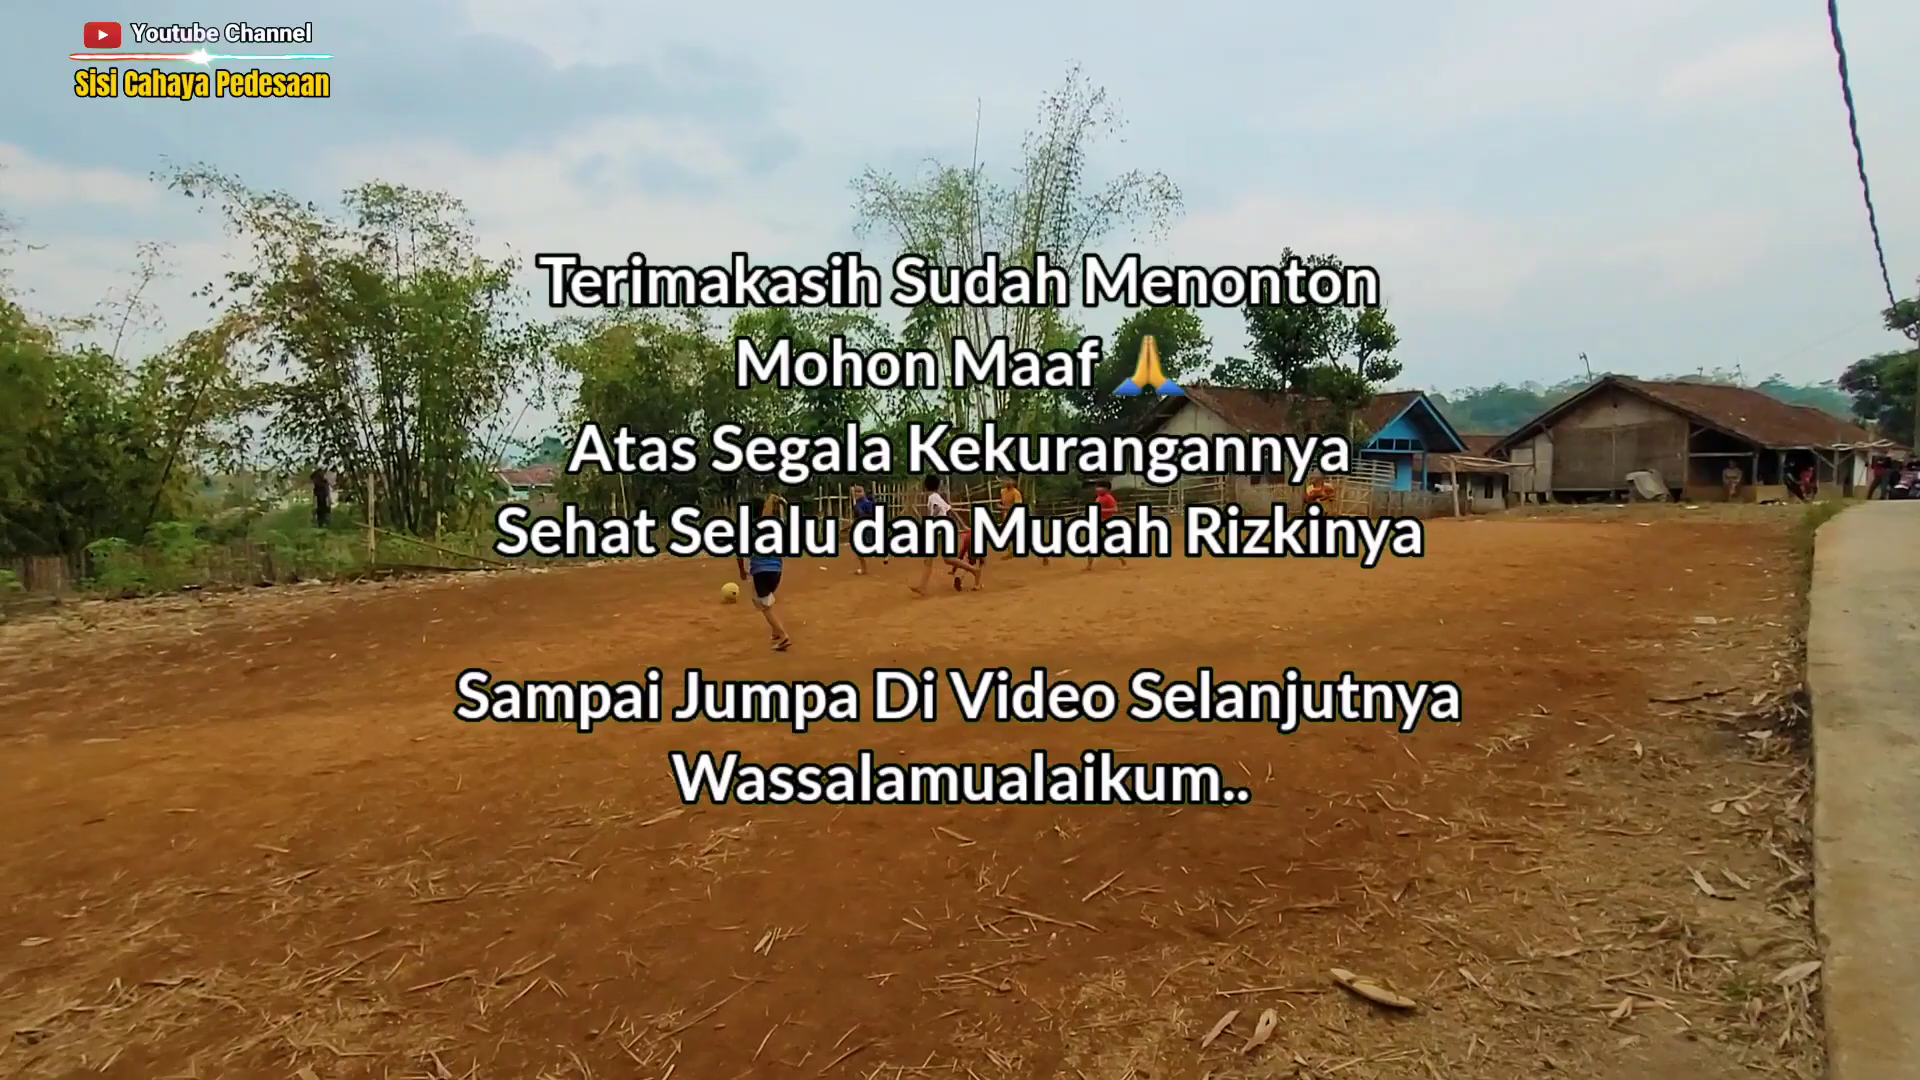 Youtube Channel
Sisi Cahaya Pedesaan
Terimakasih Sudah Menonton
Mohon Maaf 🙏
Atas Segala Kekurangannya
Sehat Selalu dan Mudah Rizkinya
Sampai Jumpa Di Video Selanjutnya
Wassalamualaikum..